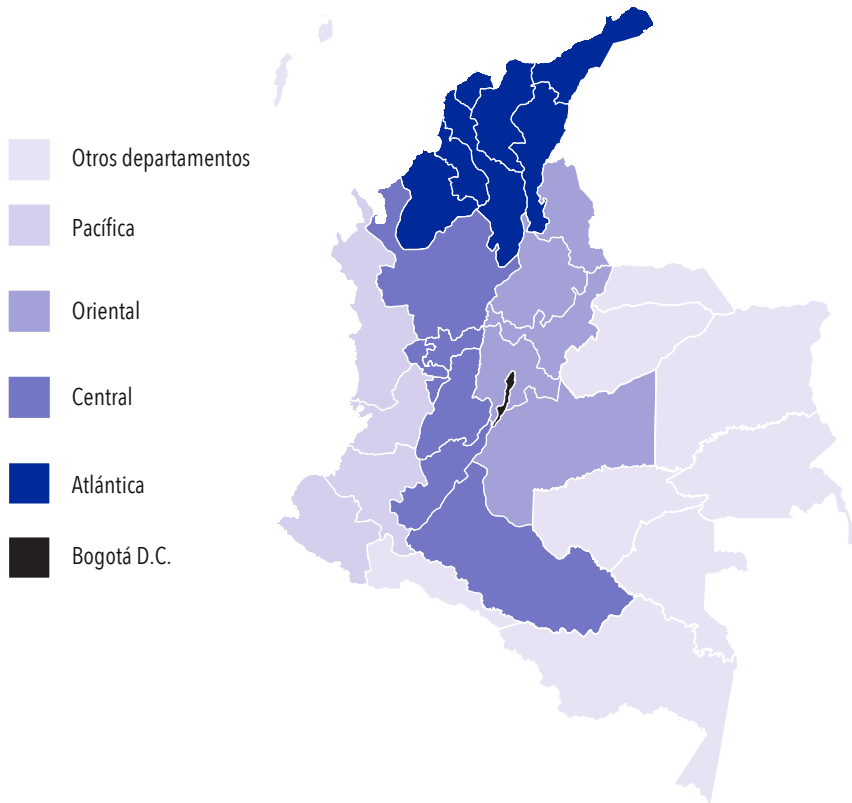 Otros departamentos
Pacífica
Oriental
Central
Atlántica
Bogotá D.C.